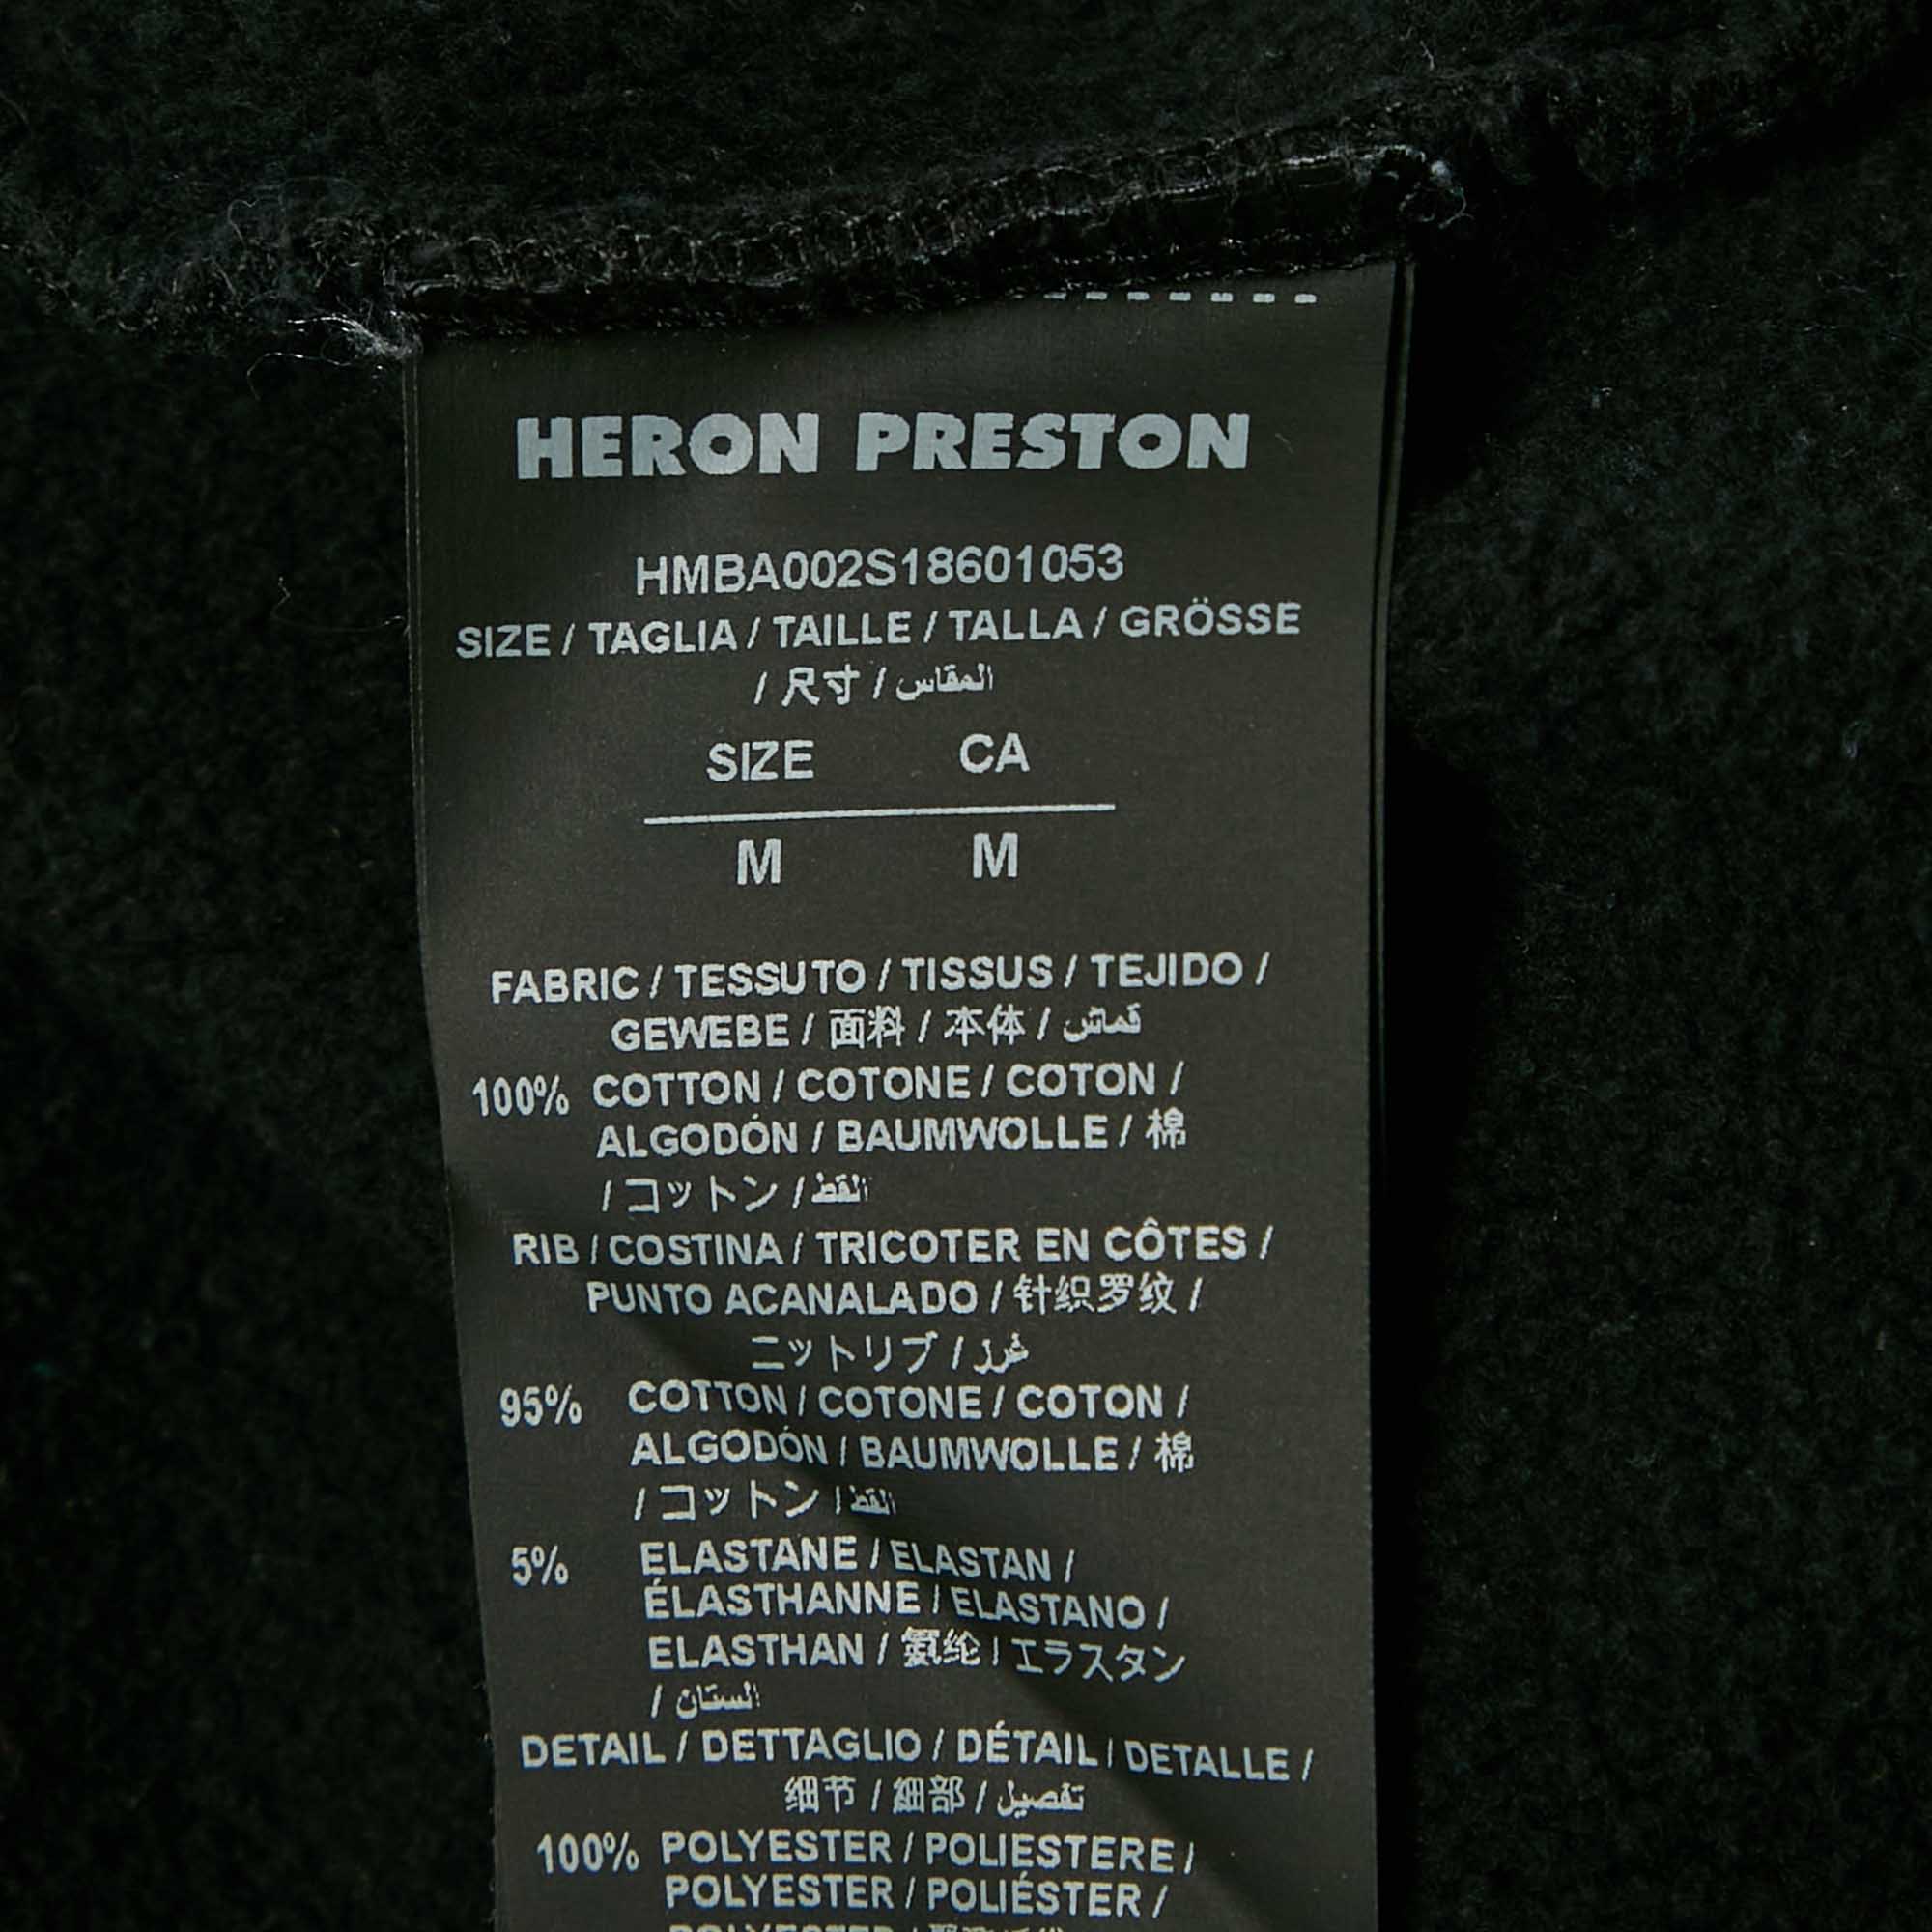 HERON PRESTON
HMBA002S18601053
SIZE / TAGLIA / TAILLE / TALLA / GRÖSSE
/ 尺寸 / المقاس
SIZE CA
M M
FABRIC / TESSUTO / TISSUS / TEJIDO /
GEWEBE / 面料 / 本体 / قماش
100% COTTON / COTONE / COTON /
ALGODÓN / BAUMWOLLE / 棉
/ コットン / القط
RIB / COSTINA / TRICOTER EN CÔTES /
PUNTO ACANALADO / 针织罗纹 /
ニットリブ / غرز
95% COTTON / COTONE / COTON /
ALGODÓN / BAUMWOLLE / 棉
/ コットン / القط
5% ELASTANE / ELASTAN /
ÉLASTHANNE / ELASTANO /
ELASTHAN / 氨纶 / エラスタン
/ الستان
DETAIL / DETTAGLIO / DÉTAIL / DETALLE /
细节 / 細部 / تفصيل
100% POLYESTER / POLIESTERE /
POLYESTER / POLIÉSTER /